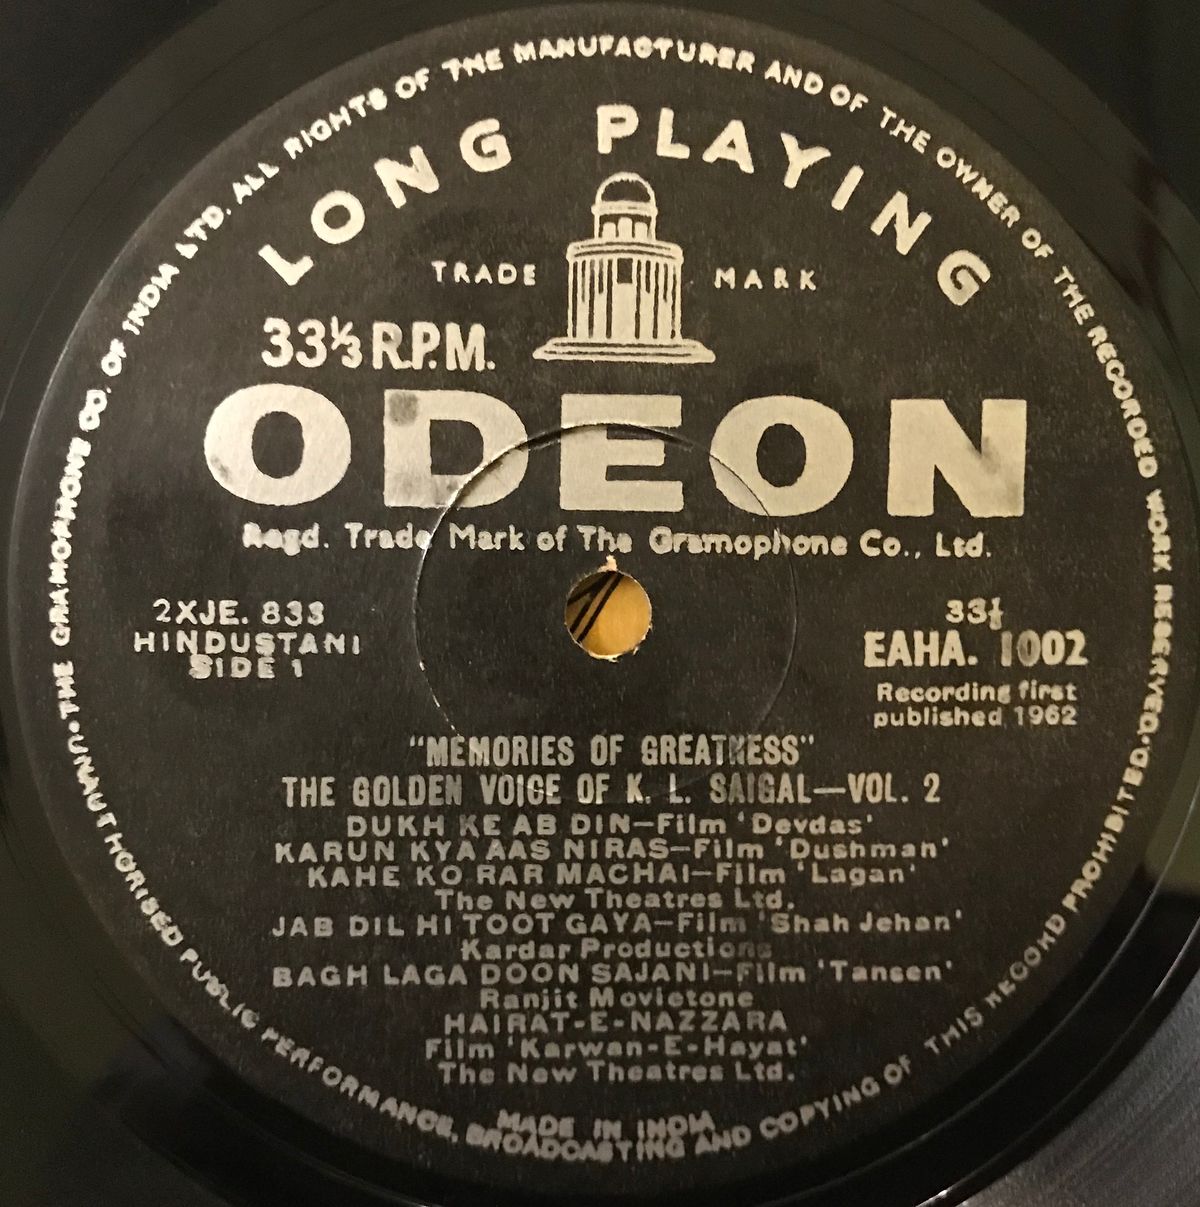 THE GRAMOPHONE CO. OF INDIA LTD. ALL RIGHTS OF THE MANUFACTURER AND OF THE OWNER OF THE RECORDED WORK RESERVED. UNAUTHORISED PUBLIC PERFORMANCE, BROADCASTING AND COPYING OF THIS RECORD PROHIBITED.
LONG PLAYING
TRADE MARK
33⅓ R.P.M.
ODEON
Regd. Trade Mark of The Gramophone Co., Ltd.
2XJE. 833
HINDUSTANI
SIDE 1
33⅓
EAHA. 1002
Recording first
published 1962
"MEMORIES OF GREATNESS"
THE GOLDEN VOICE OF K. L. SAIGAL—VOL. 2
DUKH KE AB DIN—Film 'Devdas'
KARUN KYA AAS NIRAS—Film 'Dushman'
KAHE KO RAR MACHAI—Film 'Lagan'
The New Theatres Ltd.
JAB DIL HI TOOT GAYA—Film 'Shah Jehan'
Kardar Productions
BAGH LAGA DOON SAJANI—Film 'Tansen'
Ranjit Movietone
HAIRAT-E-NAZZARA
Film 'Karwan-E-Hayat'
The New Theatres Ltd.
MADE IN INDIA